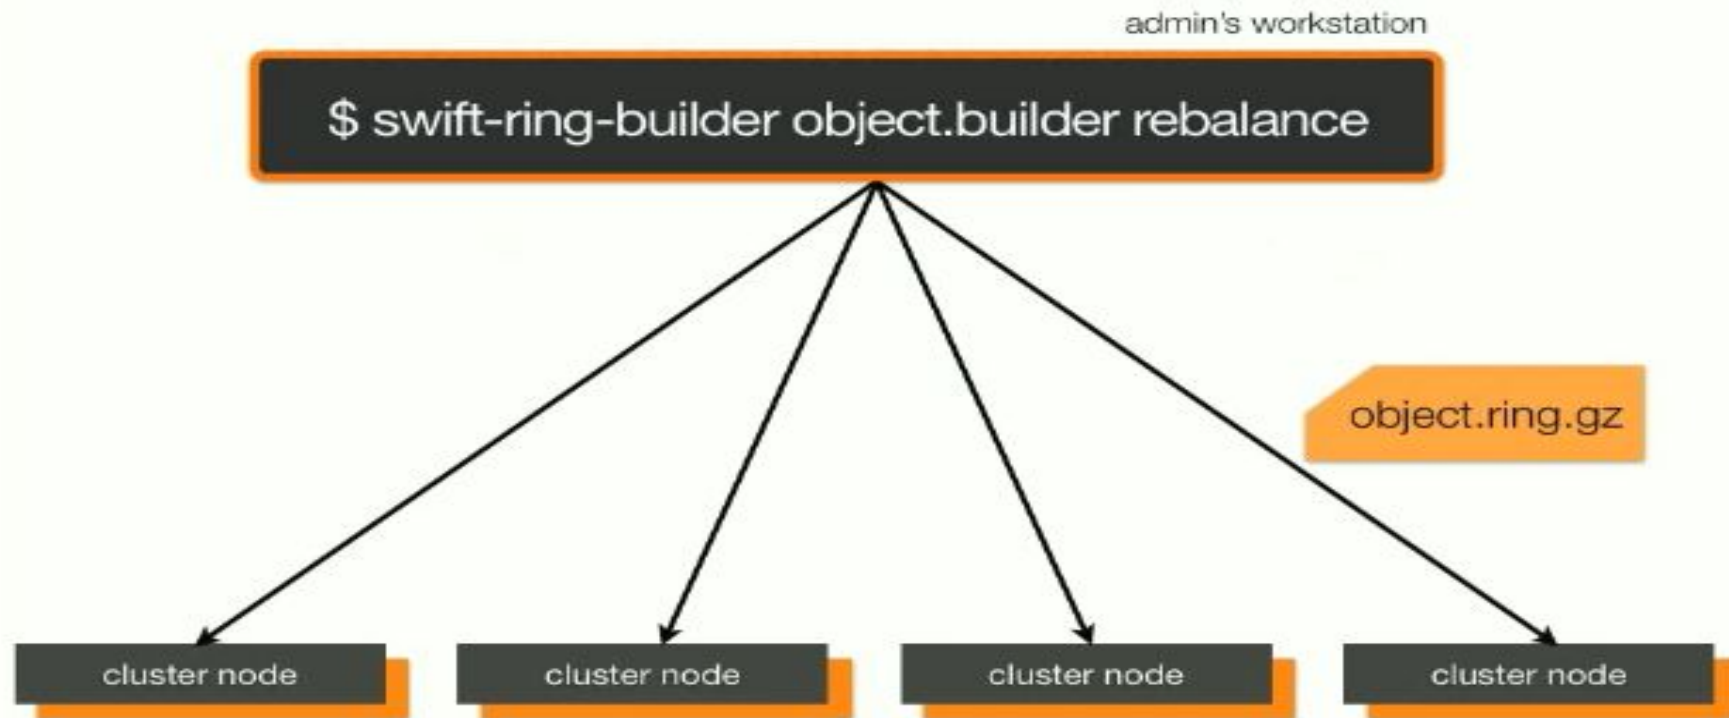 admin's workstation
$ swift-ring-builder object.builder rebalance
object.ring.gz
cluster node
cluster node
cluster node
cluster node